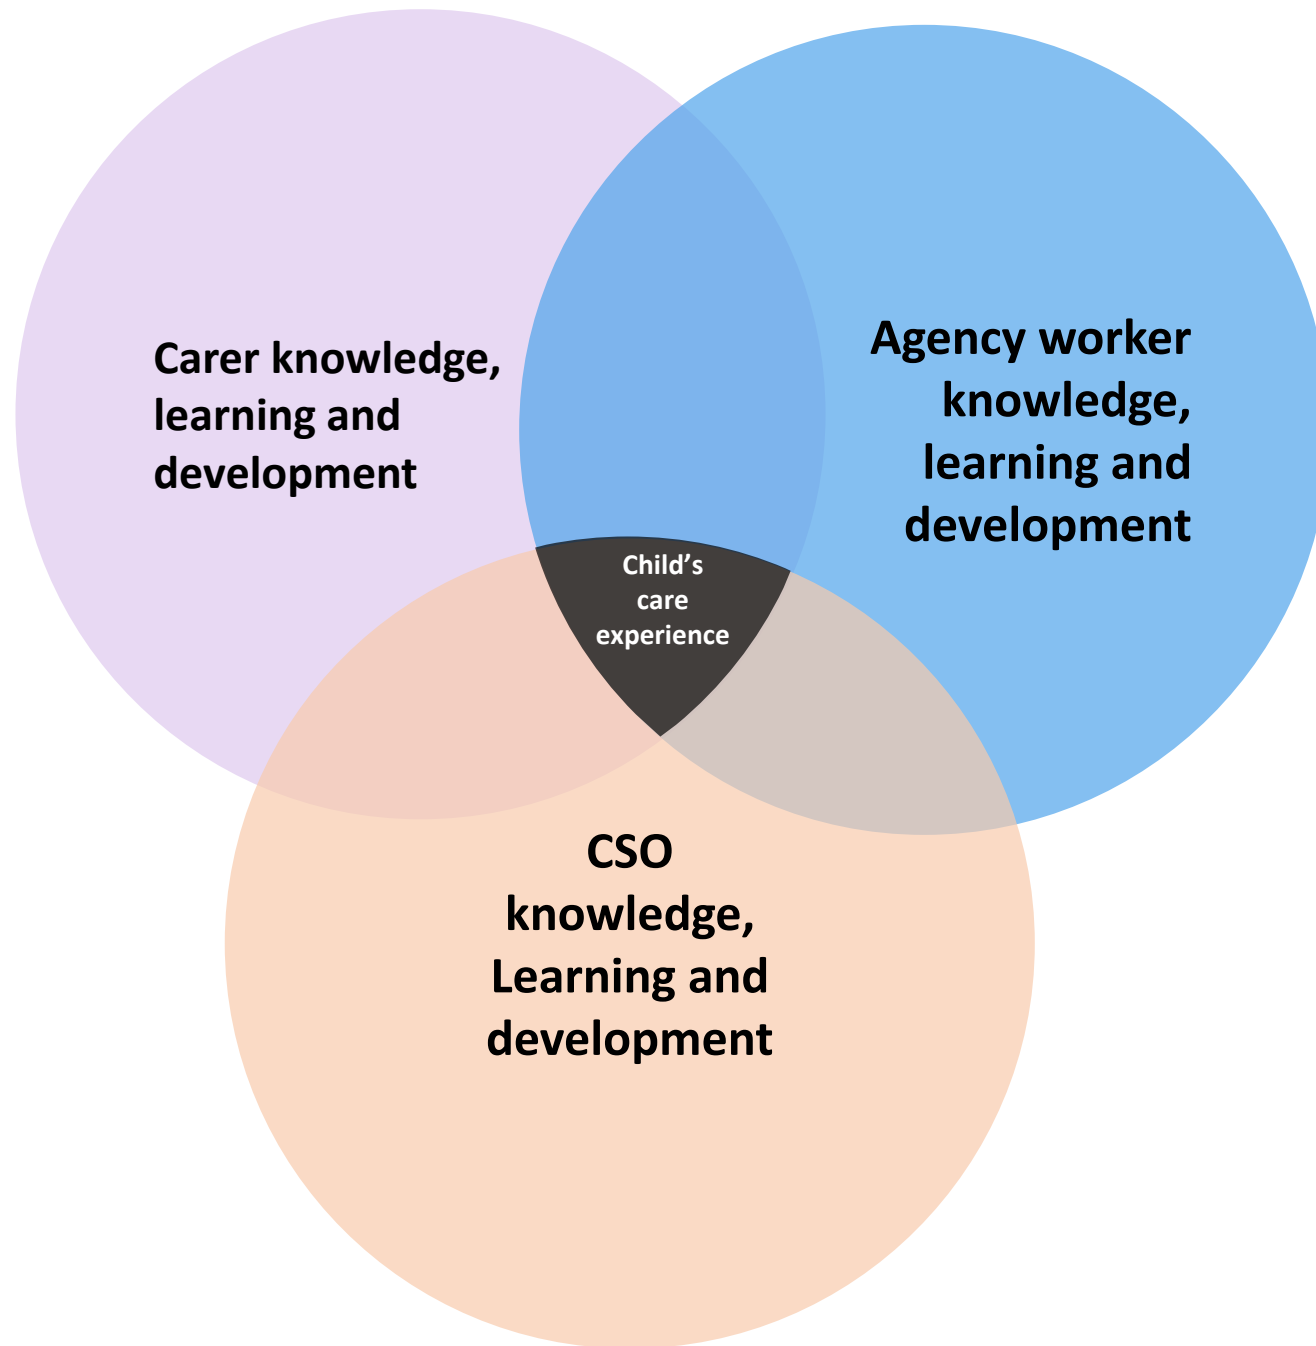 Carer knowledge,
learning and
development
Agency worker
knowledge,
learning and
development
Child’s
care
experience
CSO
knowledge,
Learning and
development